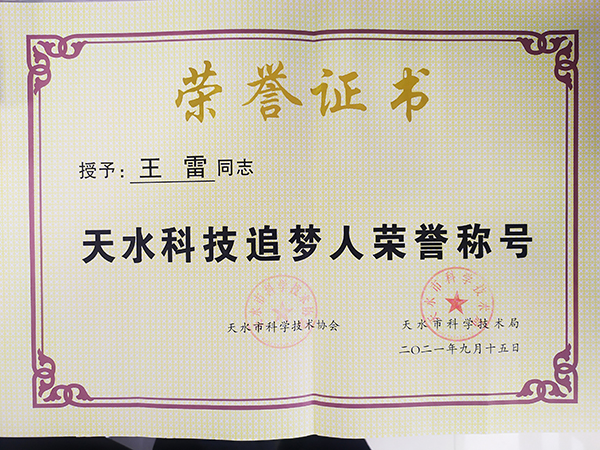 荣誉证书
授予：王 雷同志
天水科技追梦人荣誉称号
天水市科学技术协会 天水市科学技术局
二〇二一年九月十五日